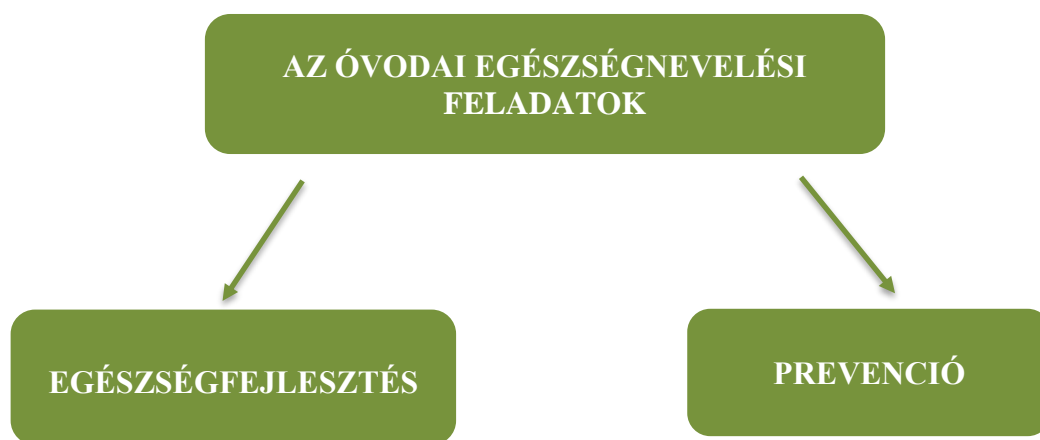 AZ ÓVODAI EGÉSZSÉGNEVELÉSI
FELADATOK
EGÉSZSÉGFEJLESZTÉS
PREVENCIÓ